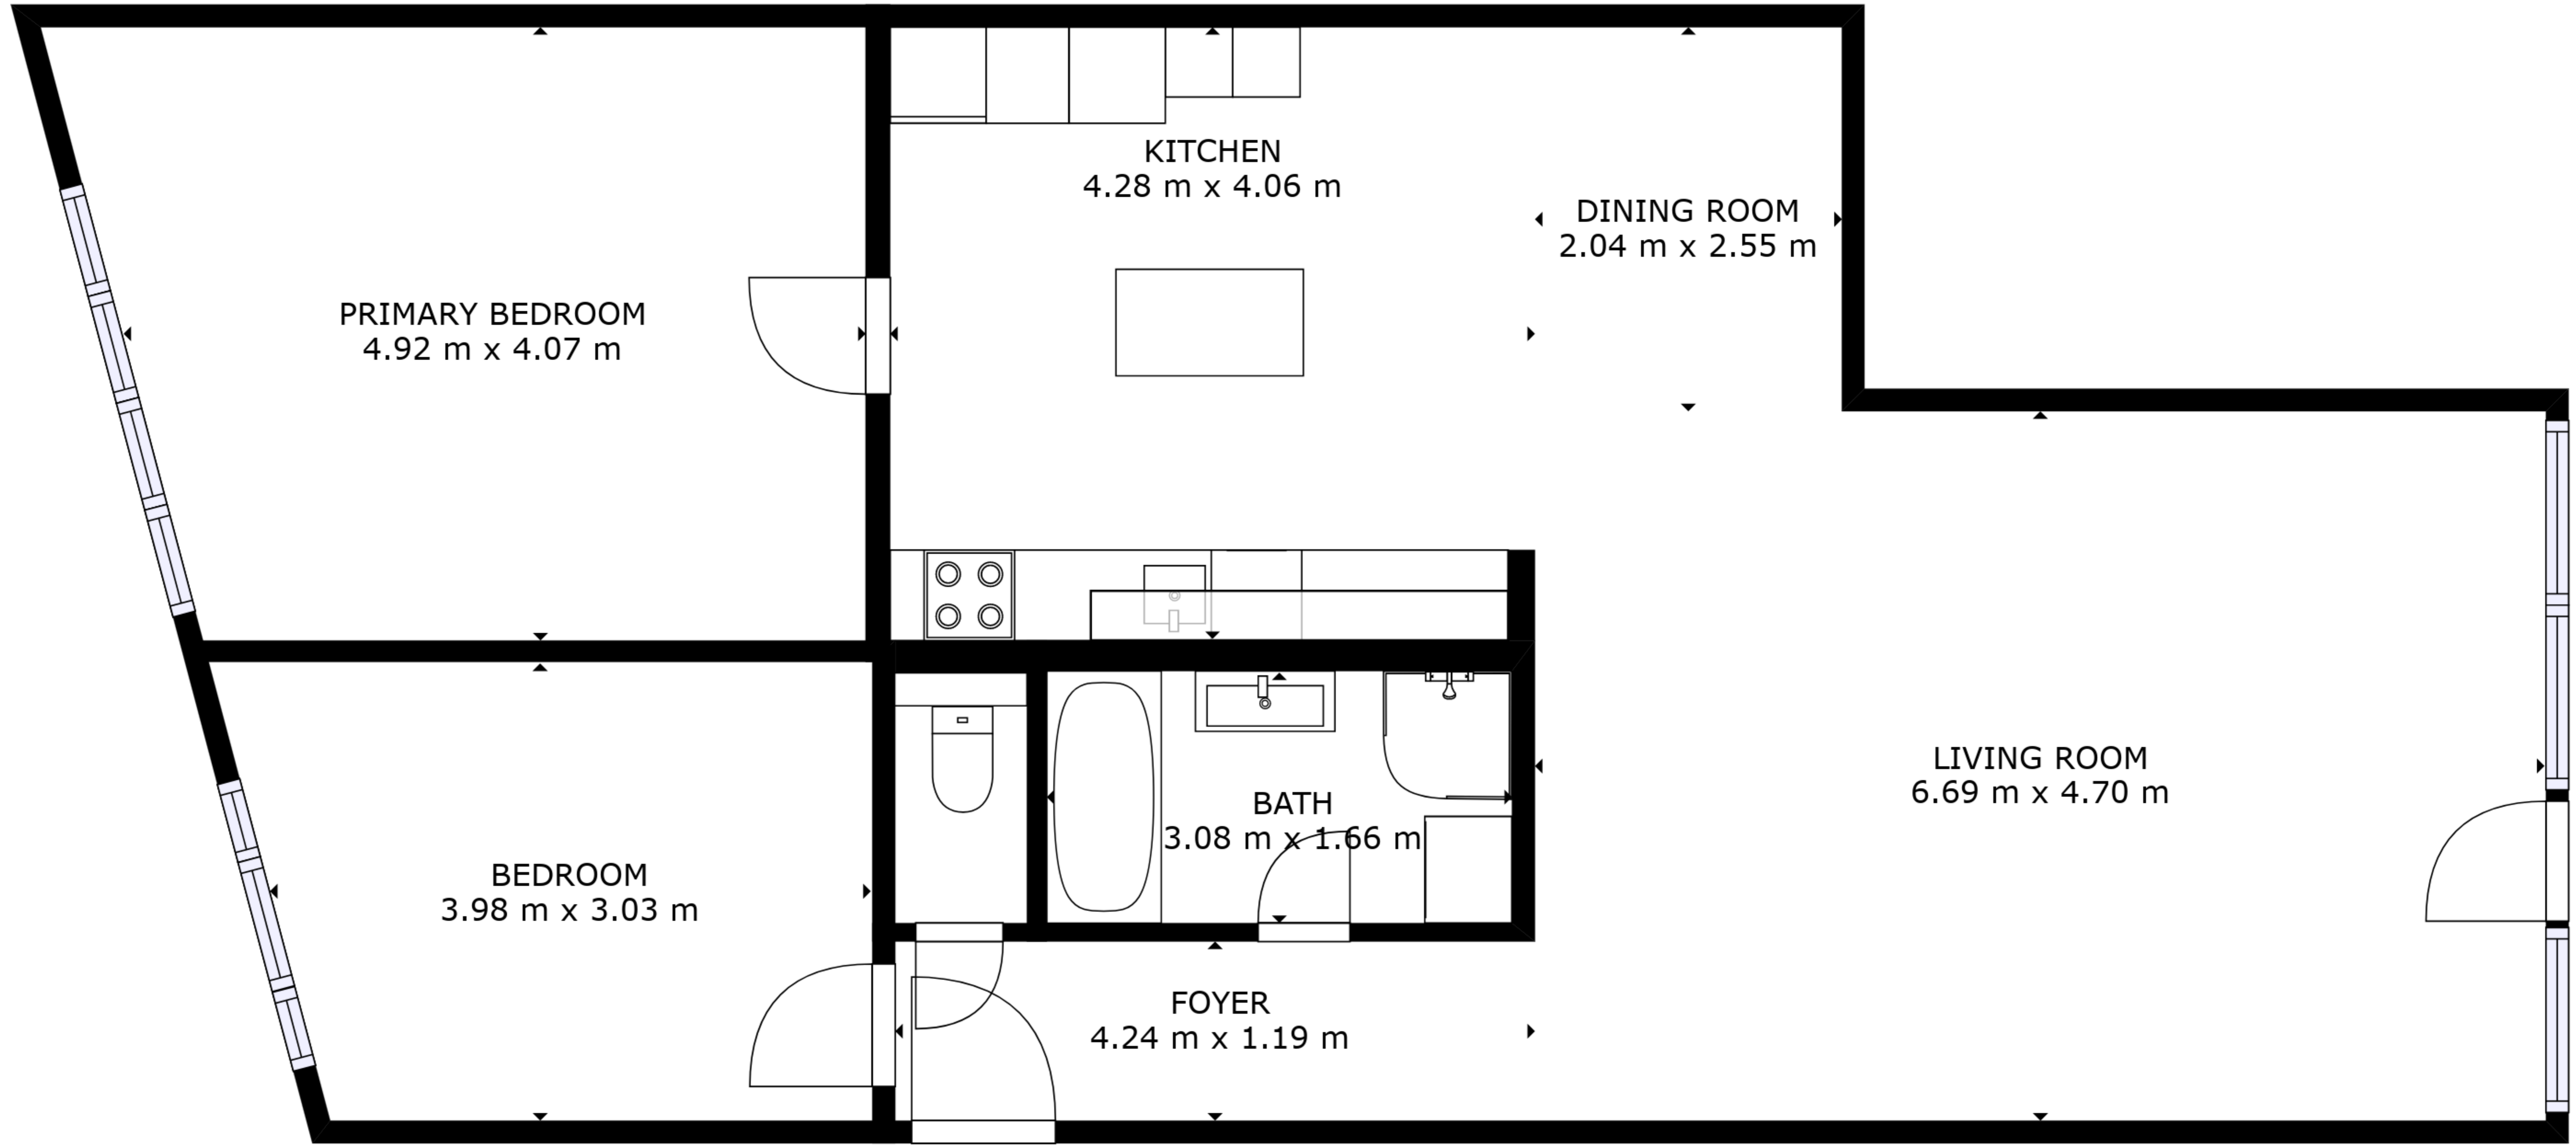 KITCHEN
4.28 m x 4.06 m
DINING ROOM
2.04 m x 2.55 m
PRIMARY BEDROOM
4.92 m x 4.07 m
LIVING ROOM
6.69 m x 4.70 m
BATH
3.08 m x 1.66 m
BEDROOM
3.98 m x 3.03 m
FOYER
4.24 m x 1.19 m